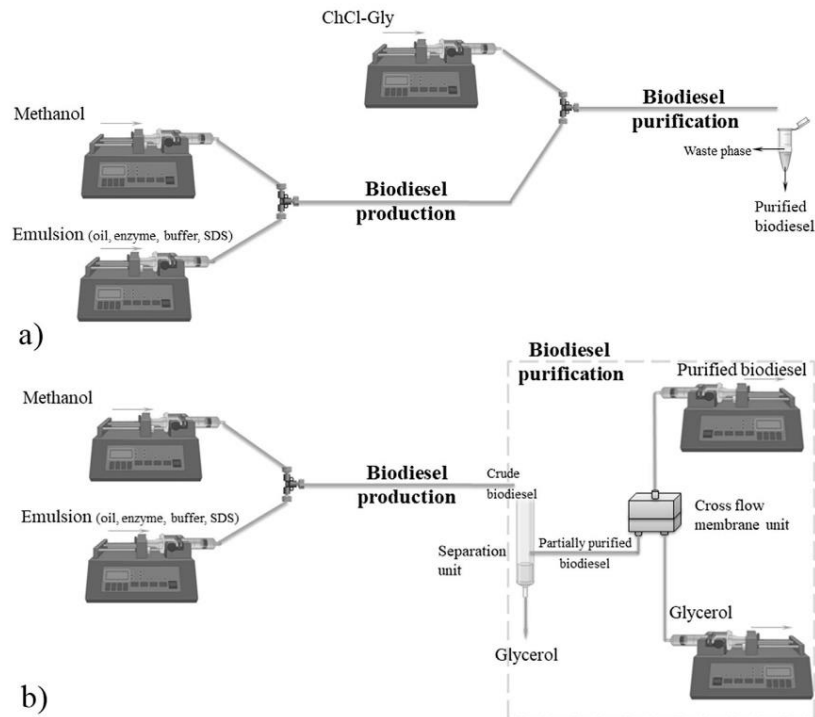 ChCl-Gly
Methanol
Biodiesel
purification
Waste phase
Biodiesel
production
Purified
biodiesel
Emulsion (oil, enzyme, buffer, SDS)
a)
Biodiesel
purification
Methanol
Purified biodiesel
Biodiesel
production
Crude
biodiesel
Emulsion (oil, enzyme, buffer, SDS)
Cross flow
membrane unit
Separation
unit
Partially purified
biodiesel
Glycerol
Glycerol
b)